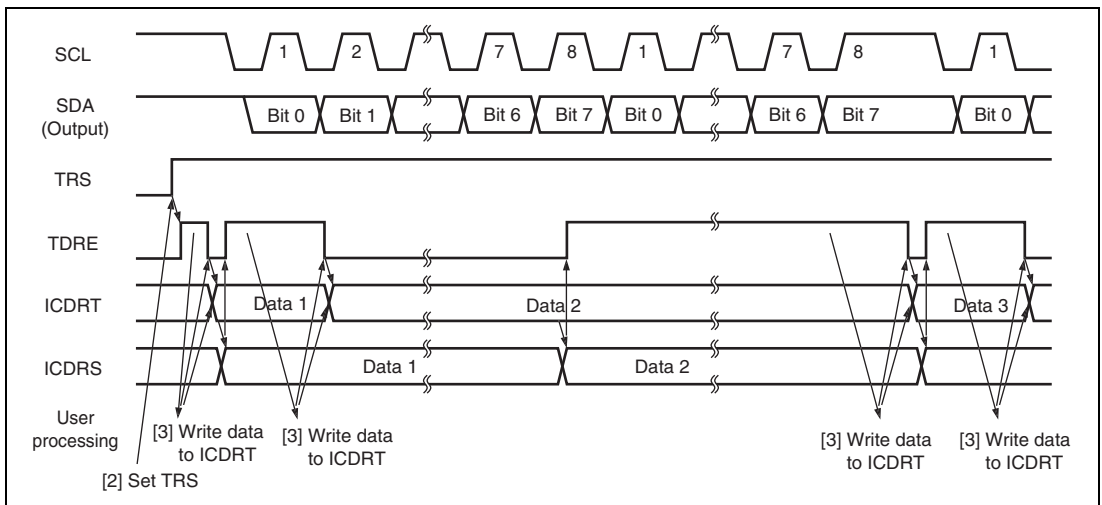 SCL 1 2 7 8 1 7 8 1
SDA
(Output)
Bit 0 Bit 1 Bit 6 Bit 7 Bit 0 Bit 6 Bit 7 Bit 0
TRS
TDRE
ICDRT Data 1 Data 2 Data 3
ICDRS Data 1 Data 2
User
processing
[3] Write data
to ICDRT
[3] Write data
to ICDRT
[3] Write data
to ICDRT
[3] Write data
to ICDRT
[2] Set TRS